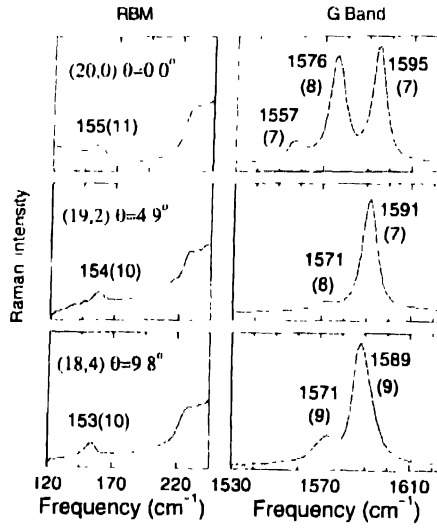 RBM
G Band
(20,0) θ=0 0°
155(11)
1576
(8)
1595
(7)
1557
(7)
(19,2) θ=4 9°
154(10)
1591
(7)
1571
(8)
(18,4) θ=9 8°
153(10)
1589
(9)
1571
(9)
Raman Intensity
120 170 220
1530 1570 1610
Frequency (cm⁻¹)
Frequency (cm⁻¹)